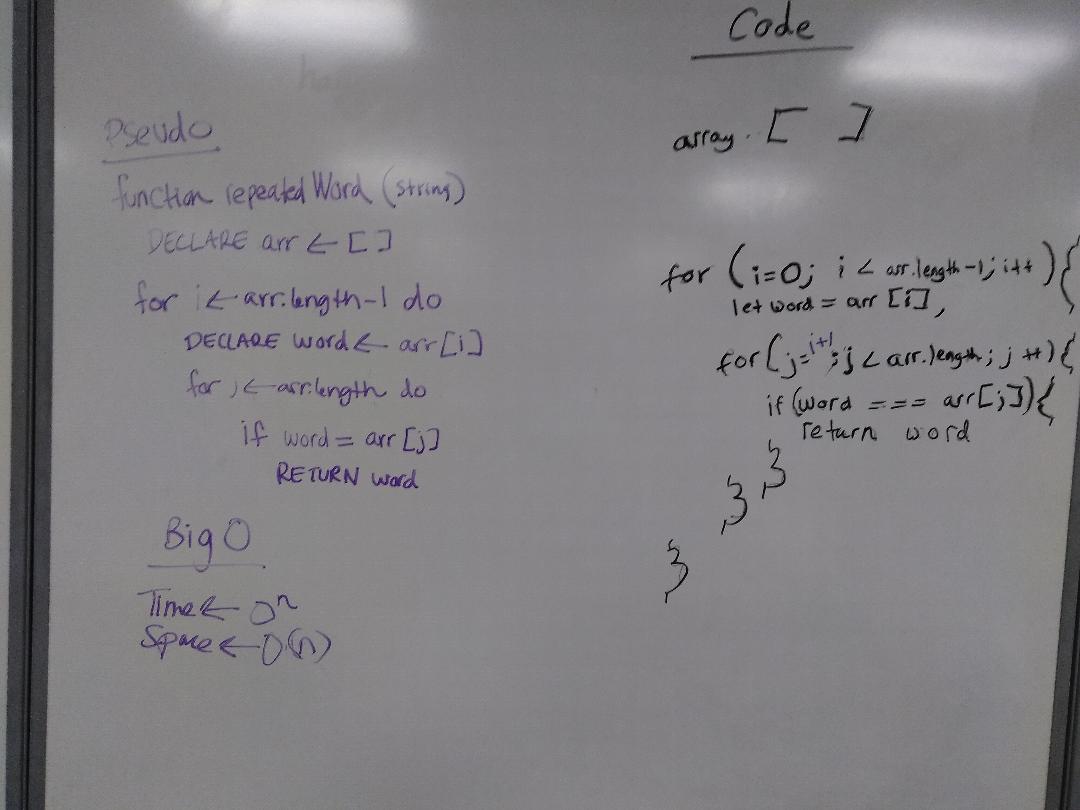 Pseudo
function repeated Word (string)
DECLARE arr ← [ ]
for i ← arr.length-1 do
DECLARE word ← arr[i]
for j ← arr.length do
if word = arr [j]
RETURN word
Big O
Time ← O^n
Space ← O(n)
Code
array. [ ]
for (i=0; i < arr.length-1; i++){
let word = arr [i],
for(j=i+1;j < arr.length; j++){
if (word === arr[j]){
return word
}
}
}